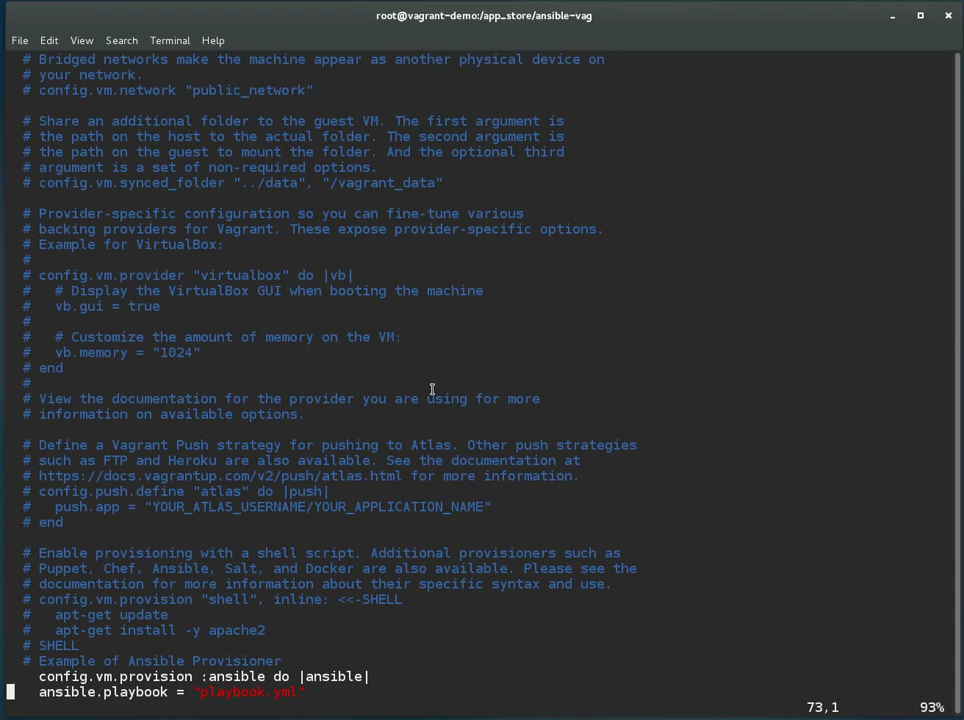 root@vagrant-demo:/app_store/ansible-vag
File Edit View Search Terminal Help
# Bridged networks make the machine appear as another physical device on
# your network.
# config.vm.network "public_network"
# Share an additional folder to the guest VM. The first argument is
# the path on the host to the actual folder. The second argument is
# the path on the guest to mount the folder. And the optional third
# argument is a set of non-required options.
# config.vm.synced_folder "../data", "/vagrant_data"
# Provider-specific configuration so you can fine-tune various
# backing providers for Vagrant. These expose provider-specific options.
# Example for VirtualBox:
#
# config.vm.provider "virtualbox" do |vb|
#   # Display the VirtualBox GUI when booting the machine
#   vb.gui = true
#
#   # Customize the amount of memory on the VM:
#   vb.memory = "1024"
# end
#
# View the documentation for the provider you are using for more
# information on available options.
# Define a Vagrant Push strategy for pushing to Atlas. Other push strategies
# such as FTP and Heroku are also available. See the documentation at
# https://docs.vagrantup.com/v2/push/atlas.html for more information.
# config.push.define "atlas" do |push|
#   push.app = "YOUR_ATLAS_USERNAME/YOUR_APPLICATION_NAME"
# end
# Enable provisioning with a shell script. Additional provisioners such as
# Puppet, Chef, Ansible, Salt, and Docker are also available. Please see the
# documentation for more information about their specific syntax and use.
# config.vm.provision "shell", inline: <<-SHELL
#   apt-get update
#   apt-get install -y apache2
# SHELL
# Example of Ansible Provisioner
config.vm.provision :ansible do |ansible|
ansible.playbook = "playbook.yml"
73,1 93%